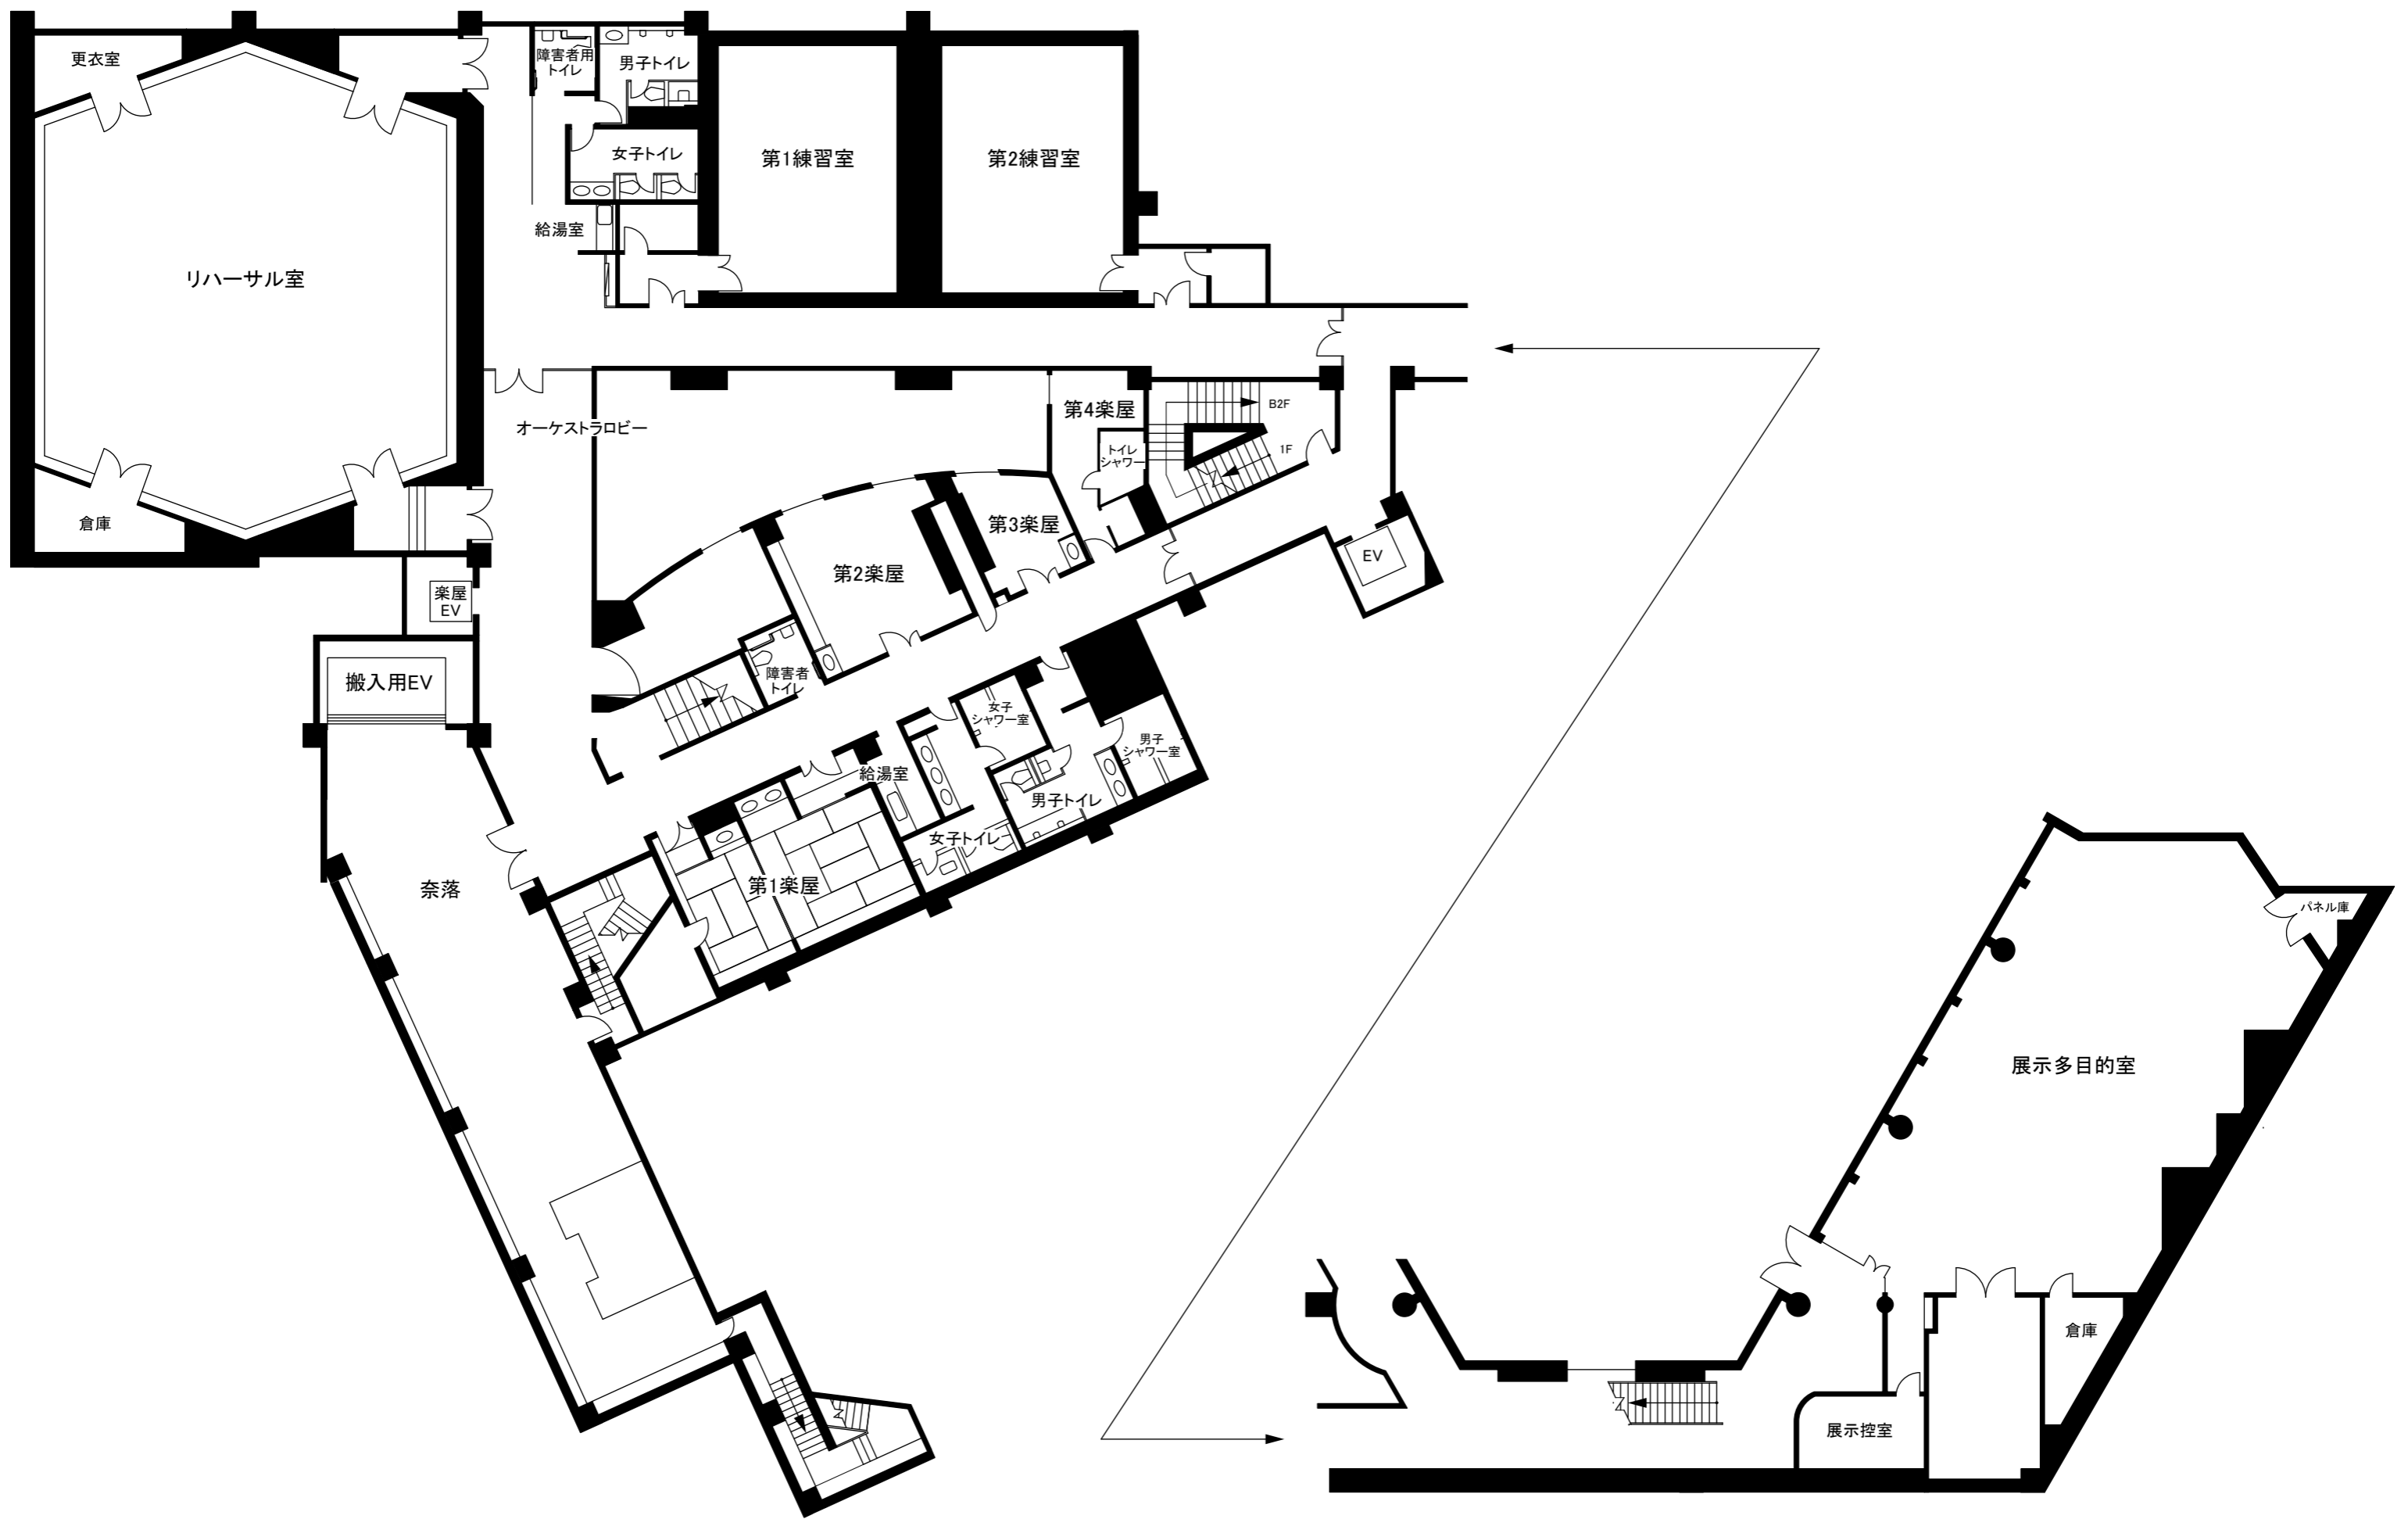 更衣室
障害者用
トイレ
男子トイレ
女子トイレ
第1練習室
第2練習室
給湯室
リハーサル室
オーケストラロビー
第4楽屋
B2F
トイレ
シャワー
1F
倉庫
第3楽屋
第2楽屋
EV
楽屋
EV
搬入用EV
障害者
トイレ
女子
シャワー室
男子
シャワー室
給湯室
男子トイレ
女子トイレ
第1楽屋
奈落
パネル庫
展示多目的室
倉庫
展示控室